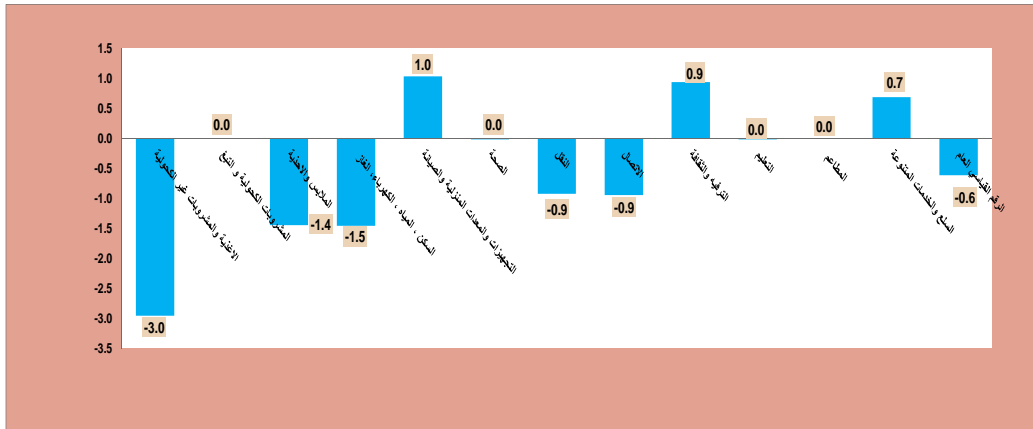 1.5
1.0
0.5
0.0
-0.5
-1.0
-1.5
-2.0
-2.5
-3.0
-3.5
-3.0
0.0
-1.4
-1.5
1.0
0.0
-0.9
-0.9
0.9
0.0
0.0
0.7
-0.6
الاغذية والمشروبات غير الكحولية
المشروبات الكحولية و التبغ
الملابس والاحذية
السكن ، المياه ، الكهرباء، الغاز
التجهيزات والمعدات المنزلية والصيانة
الصحة
النقل
الاتصال
الترفيه والثقافة
التعليم
المطاعم
السلع والخدمات المتنوعة
الرقم القياسي العام